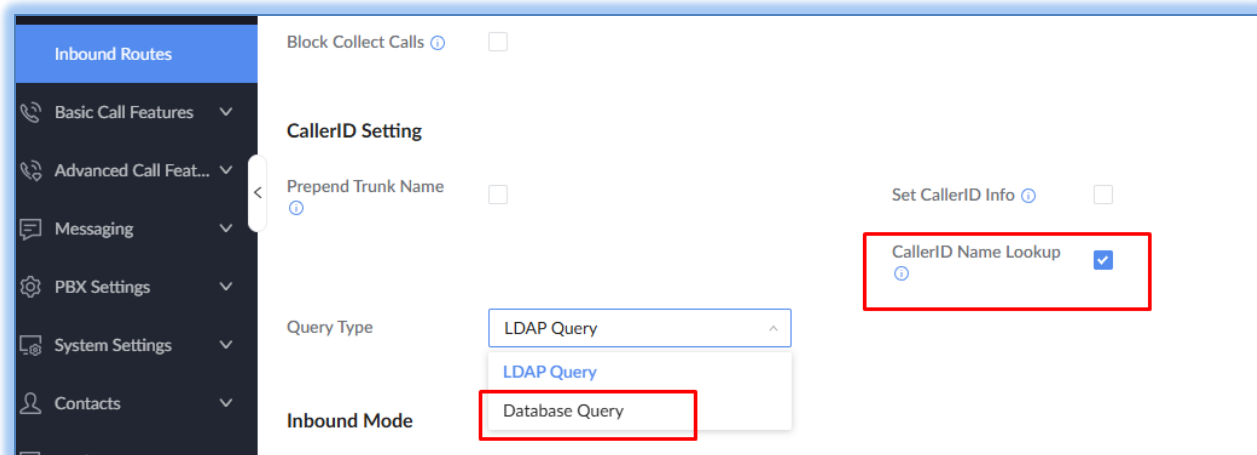 Inbound Routes
Basic Call Features
Advanced Call Feat...
Messaging
PBX Settings
System Settings
Contacts
Block Collect Calls
CallerID Setting
Prepend Trunk Name
Set CallerID Info
CallerID Name Lookup
Query Type
LDAP Query
LDAP Query
Database Query
Inbound Mode